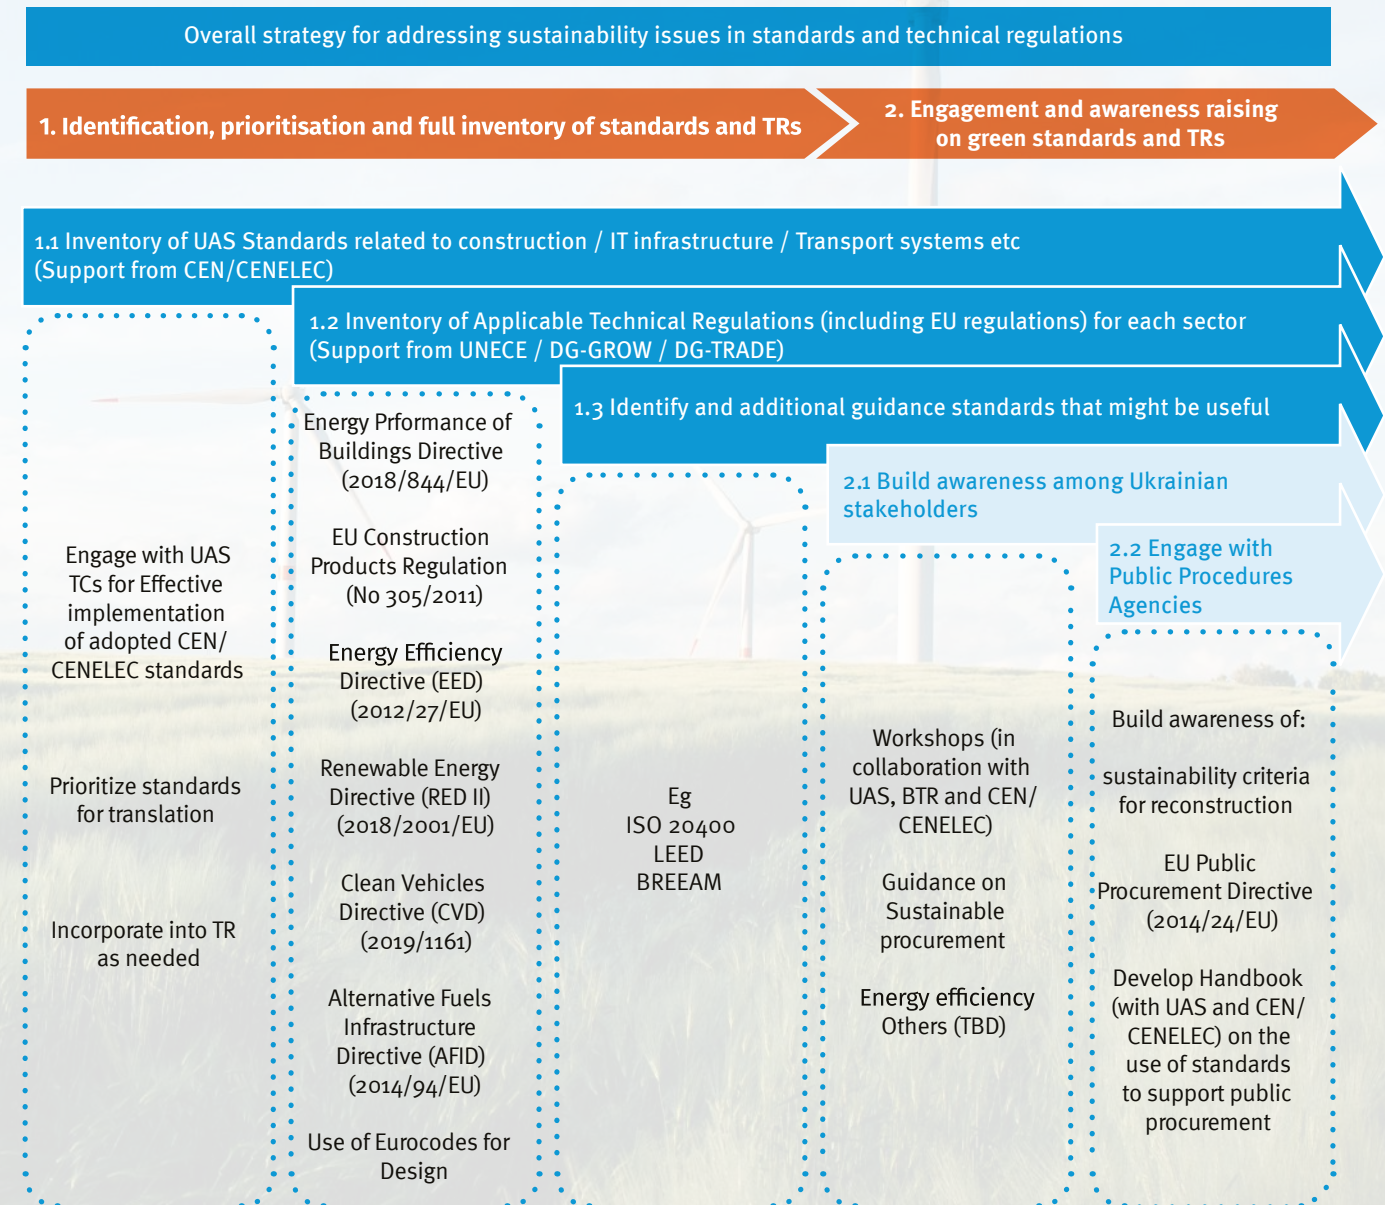 Overall strategy for addressing sustainability issues in standards and technical regulations
1. Identification, prioritisation and full inventory of standards and TRs
2. Engagement and awareness raising
on green standards and TRs
1.1 Inventory of UAS Standards related to construction / IT infrastructure / Transport systems etc
(Support from CEN/CENELEC)
1.2 Inventory of Applicable Technical Regulations (including EU regulations) for each sector
(Support from UNECE / DG-GROW / DG-TRADE)
1.3 Identify and additional guidance standards that might be useful
2.1 Build awareness among Ukrainian
stakeholders
2.2 Engage with
Public Procedures
Agencies
Engage with UAS
TCs for Effective
implementation
of adopted CEN/
CENELEC standards
Prioritize standards
for translation
Incorporate into TR
as needed
Energy Prformance of
Buildings Directive
(2018/844/EU)
EU Construction
Products Regulation
(No 305/2011)
Energy Efficiency
Directive (EED)
(2012/27/EU)
Renewable Energy
Directive (RED II)
(2018/2001/EU)
Clean Vehicles
Directive (CVD)
(2019/1161)
Alternative Fuels
Infrastructure
Directive (AFID)
(2014/94/EU)
Use of Eurocodes for
Design
Eg
ISO 20400
LEED
BREEAM
Workshops (in
collaboration with
UAS, BTR and CEN/
CENELEC)
Guidance on
Sustainable
procurement
Energy efficiency
Others (TBD)
Build awareness of:
sustainability criteria
for reconstruction
EU Public
Procurement Directive
(2014/24/EU)
Develop Handbook
(with UAS and CEN/
CENELEC) on the
use of standards
to support public
procurement